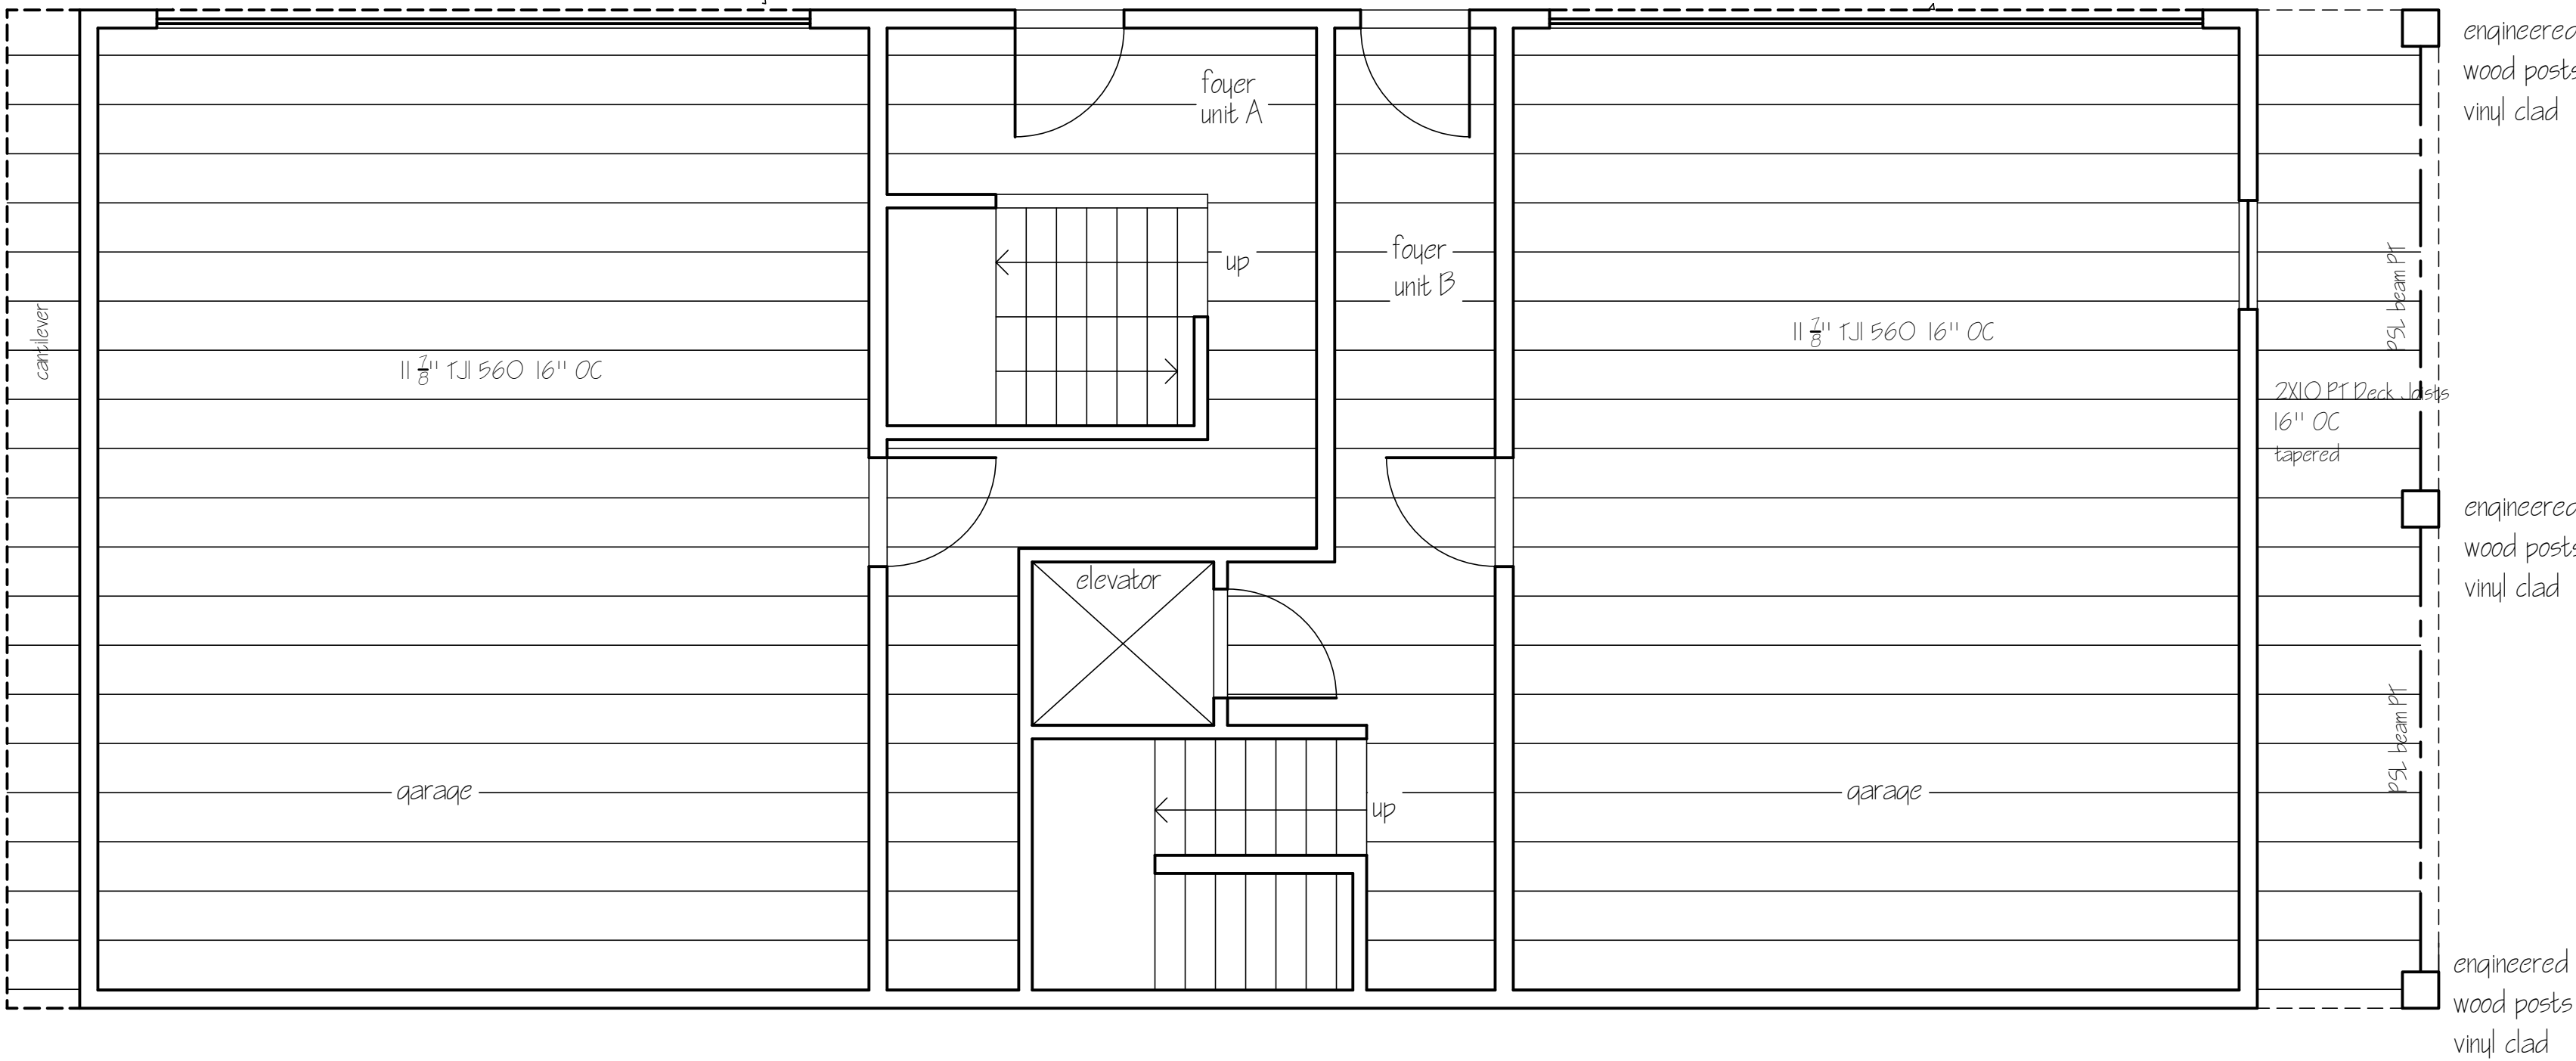 engineered
wood posts
vinyl clad
foyer
unit A
up
foyer
unit B
cantilever
11 7/8" TJI 560 16" OC
11 7/8" TJI 560 16" OC
PSL beam PT
2X10 PT Deck Joists
16" OC
tapered
engineered
wood posts
vinyl clad
elevator
PSL beam PT
garage
up
garage
engineered
wood posts
vinyl clad